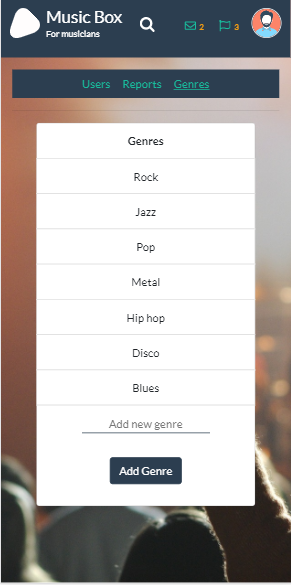 Music Box
For musicians
2
3
Users Reports Genres
Genres
Rock
Jazz
Pop
Metal
Hip hop
Disco
Blues
Add new genre
Add Genre